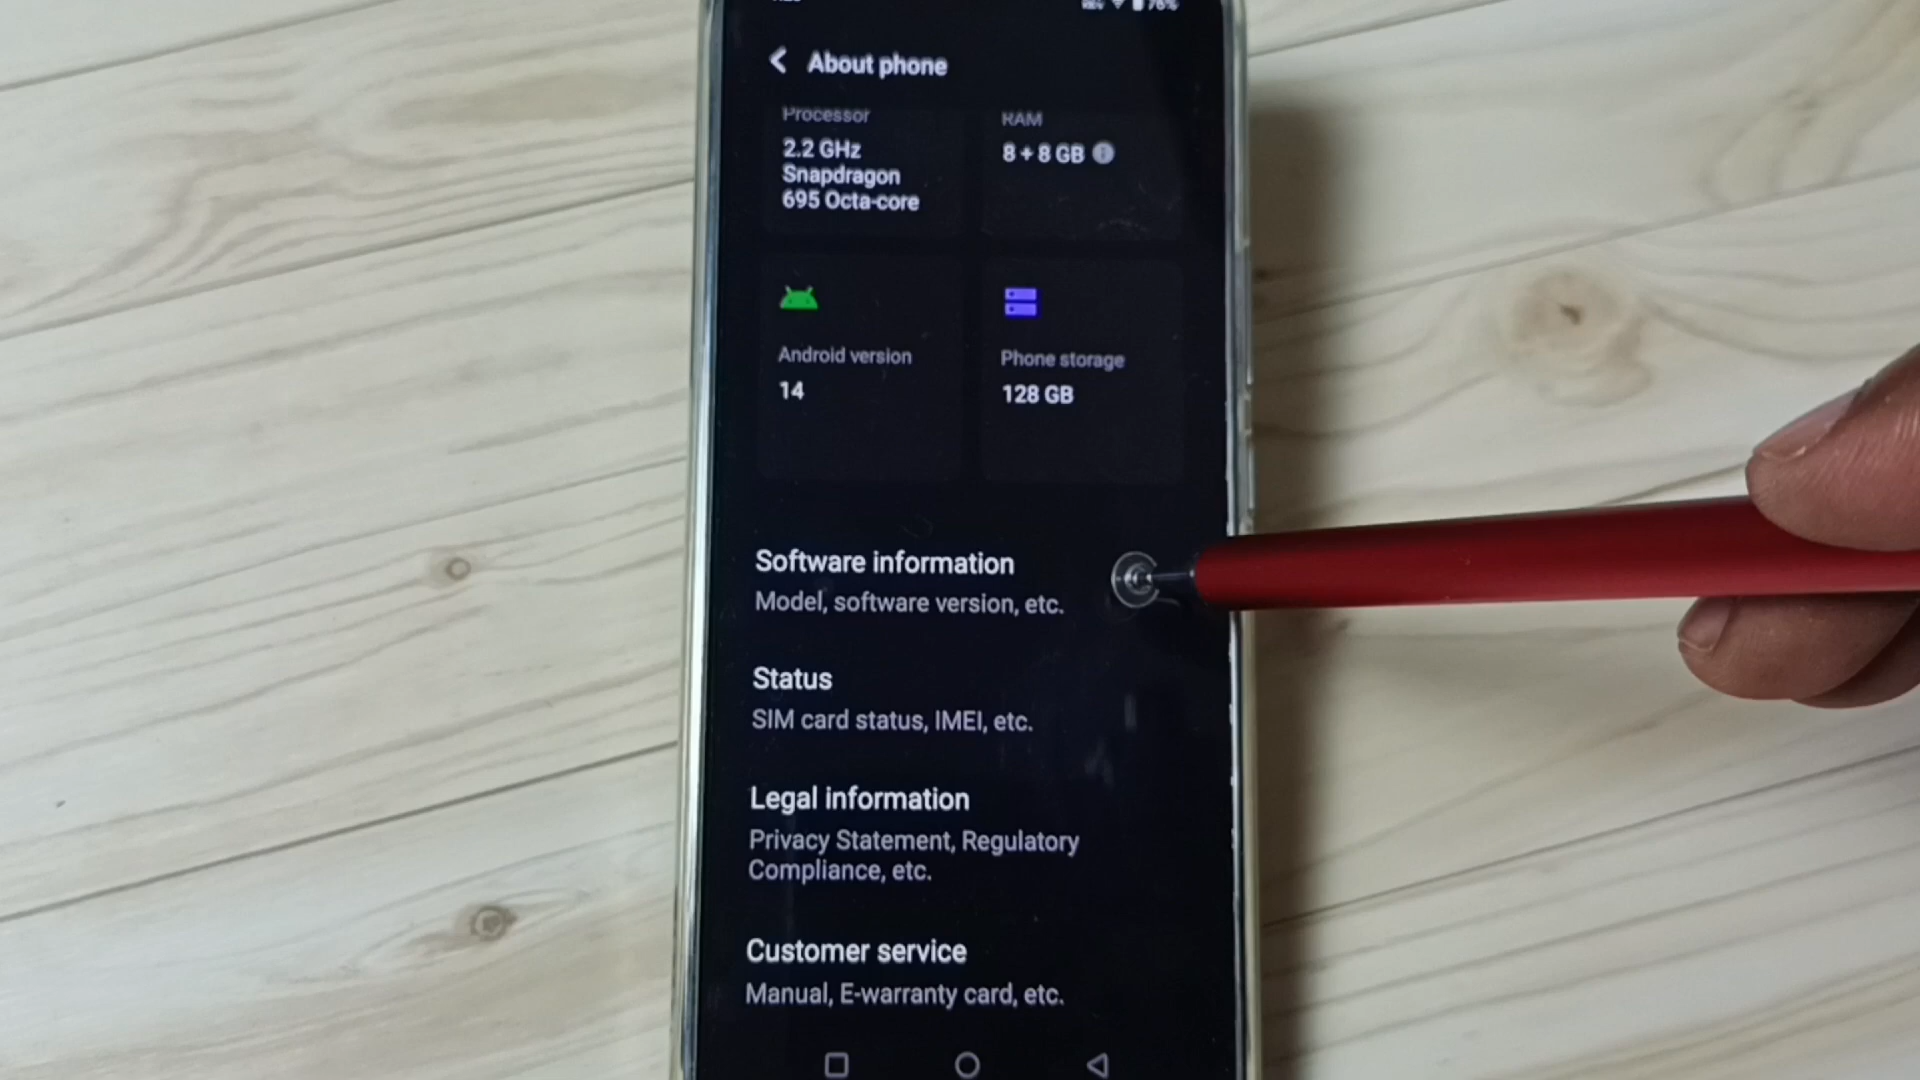 76%
About phone
Processor
2.2 GHz
Snapdragon
695 Octa-core
RAM
8 + 8 GB
Android version
14
Phone storage
128 GB
Software information
Model, software version, etc.
Status
SIM card status, IMEI, etc.
Legal information
Privacy Statement, Regulatory
Compliance, etc.
Customer service
Manual, E-warranty card, etc.